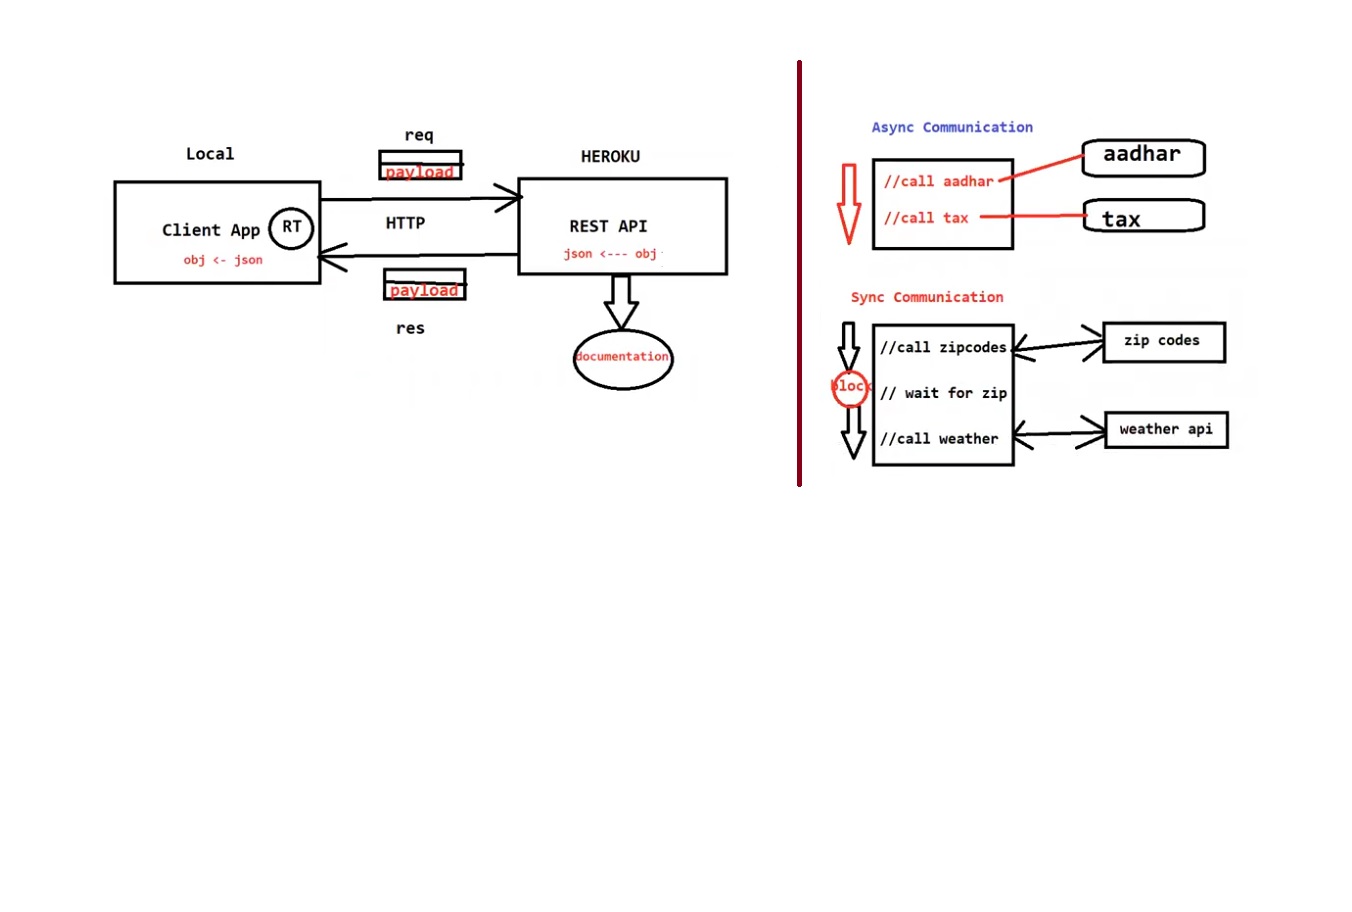 req
Local
HEROKU
payload
Client App
RT
HTTP
REST API
obj <- json
json <--- obj
payload
res
documentation
Async Communication
aadhar
//call aadhar
//call tax
tax
Sync Communication
//call zipcodes
zip codes
block
// wait for zip
//call weather
weather api